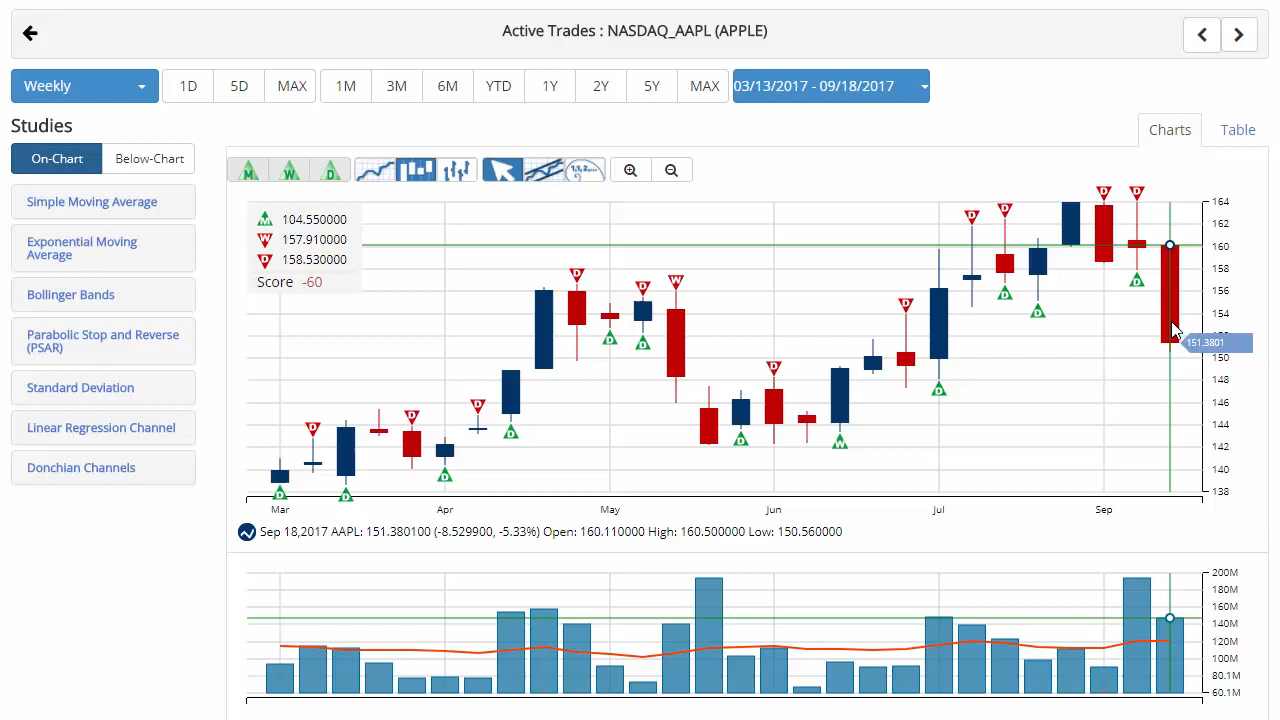 Active Trades : NASDAQ_AAPL (APPLE)
Weekly 1D 5D MAX 1M 3M 6M YTD 1Y 2Y 5Y MAX 03/13/2017 - 09/18/2017
Studies
Charts Table
On-Chart Below-Chart
M W D
Simple Moving Average
Exponential Moving
Average
Bollinger Bands
Parabolic Stop and Reverse
(PSAR)
Standard Deviation
Linear Regression Channel
Donchian Channels
M 104.550000
W 157.910000
D 158.530000
Score -60
164
162
160
158
156
154
150
148
146
144
142
140
138
151.3801
Mar Apr May Jun Jul Sep
Sep 18,2017 AAPL: 151.380100 (-8.529900, -5.33%) Open: 160.110000 High: 160.500000 Low: 150.560000
200M
180M
160M
140M
120M
100M
80.1M
60.1M